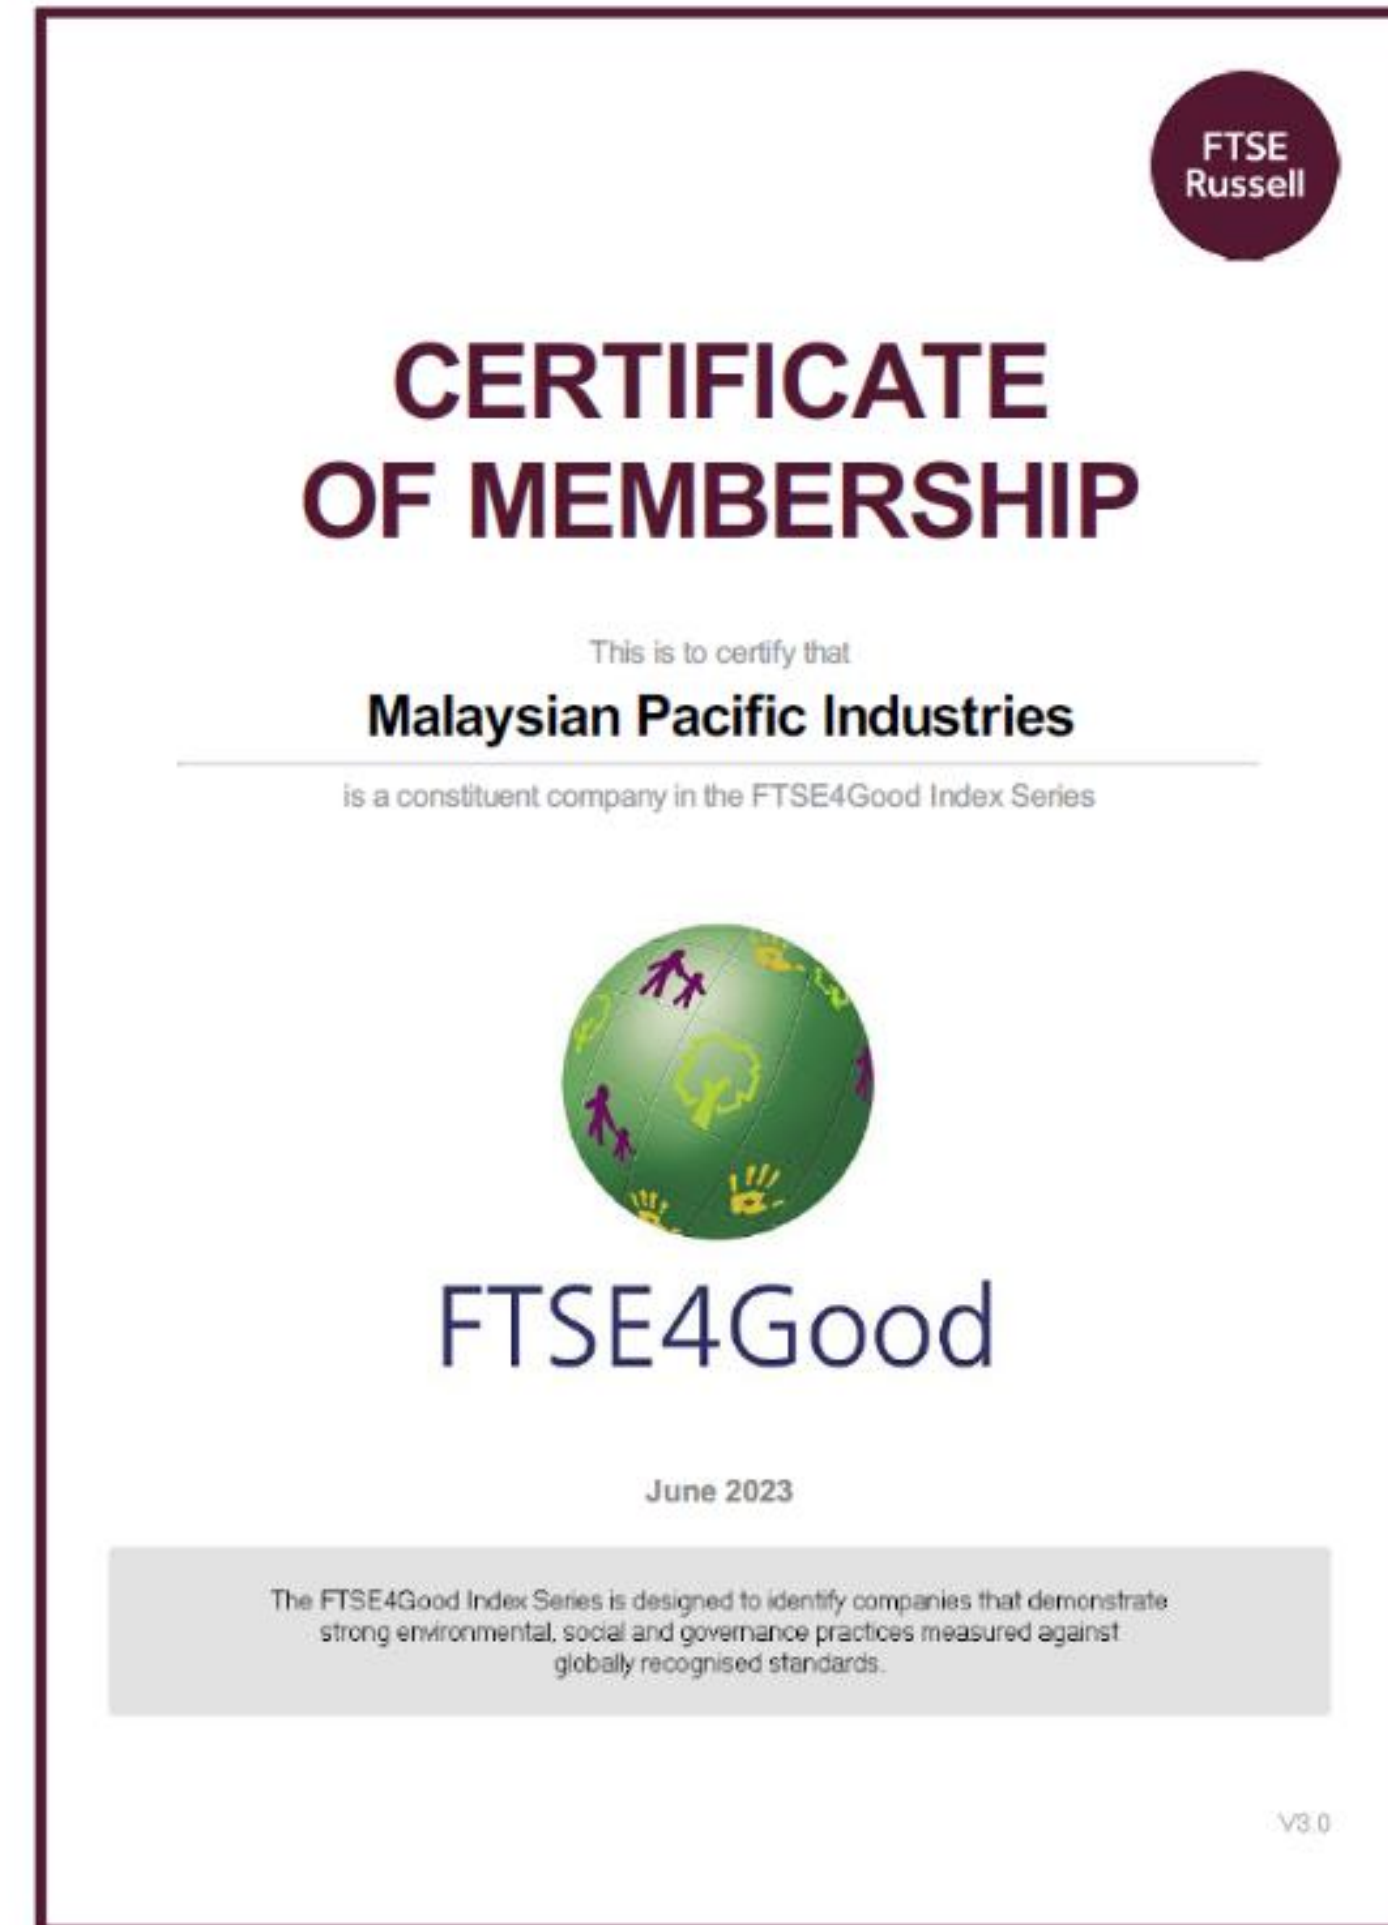 FTSE
Russell
CERTIFICATE
OF MEMBERSHIP
This is to certify that
Malaysian Pacific Industries
is a constituent company in the FTSE4Good Index Series
FTSE4Good
June 2023
The FTSE4Good Index Series is designed to identify companies that demonstrate
strong environmental, social and governance practices measured against
globally recognised standards.
V3.0